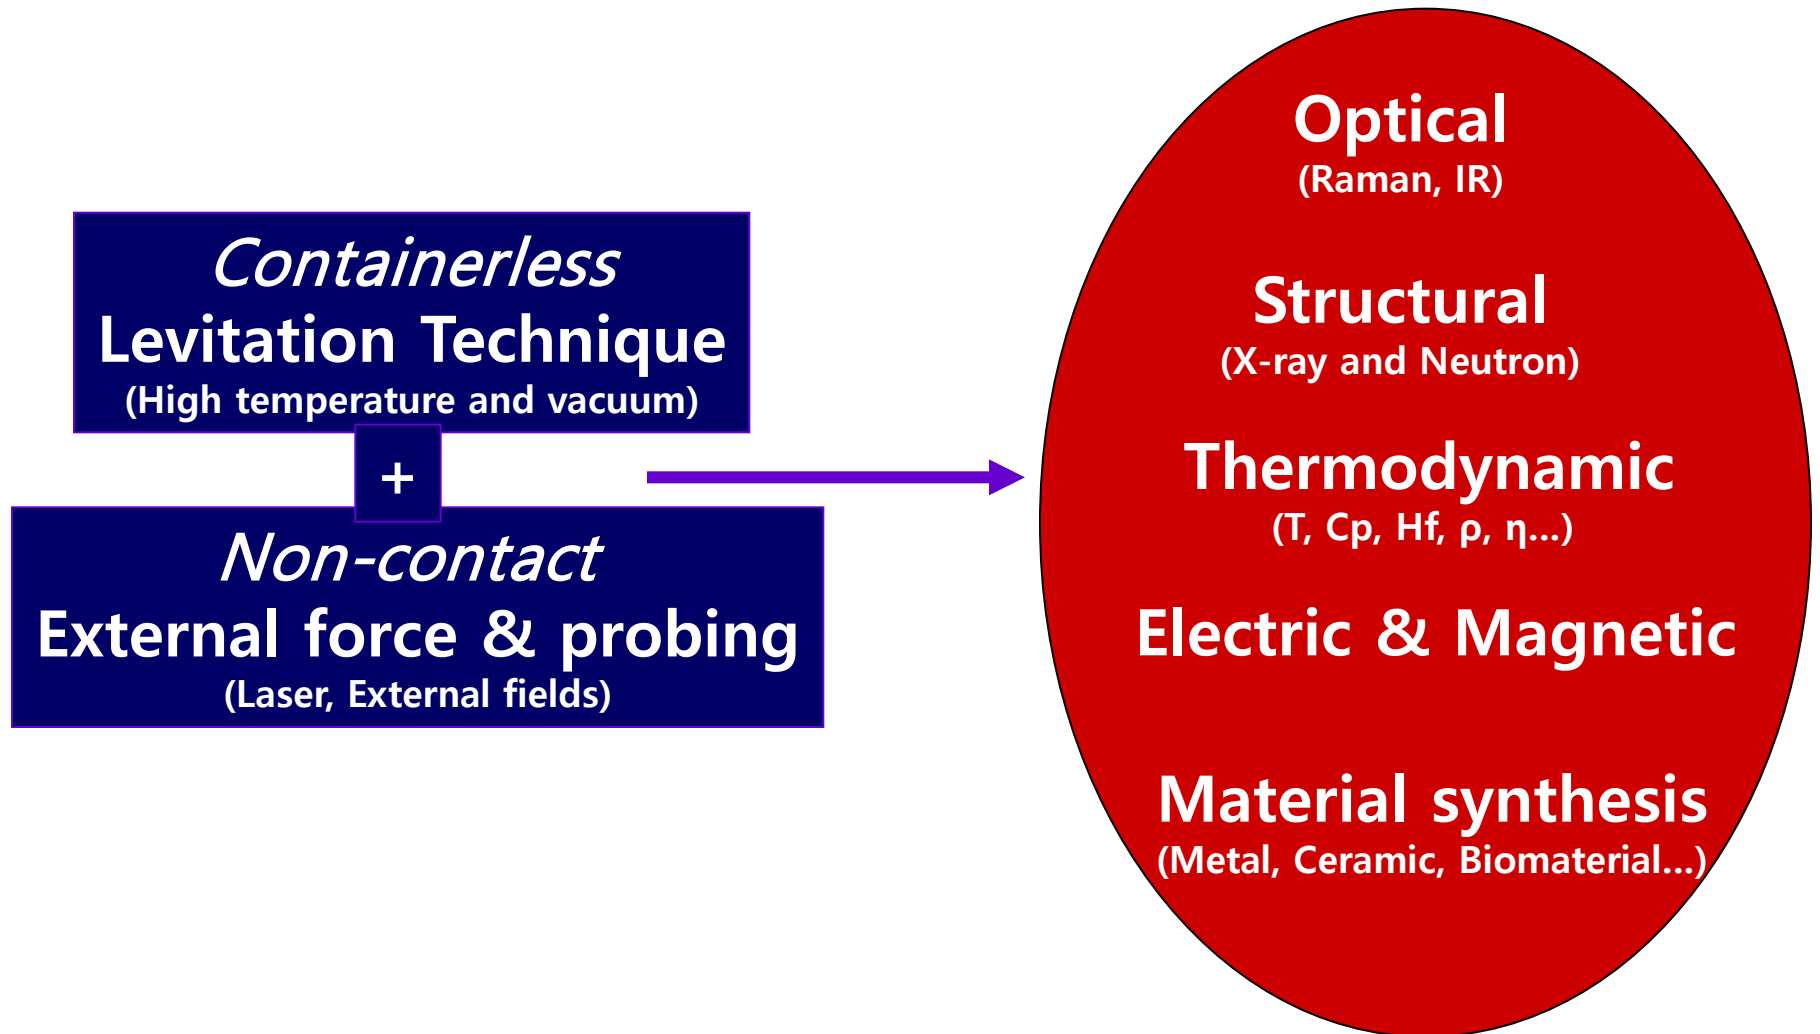 Containerless
Levitation Technique
(High temperature and vacuum)
+
Non-contact
External force & probing
(Laser, External fields)
Optical
(Raman, IR)
Structural
(X-ray and Neutron)
Thermodynamic
(T, Cp, Hf, ρ, η...)
Electric & Magnetic
Material synthesis
(Metal, Ceramic, Biomaterial...)